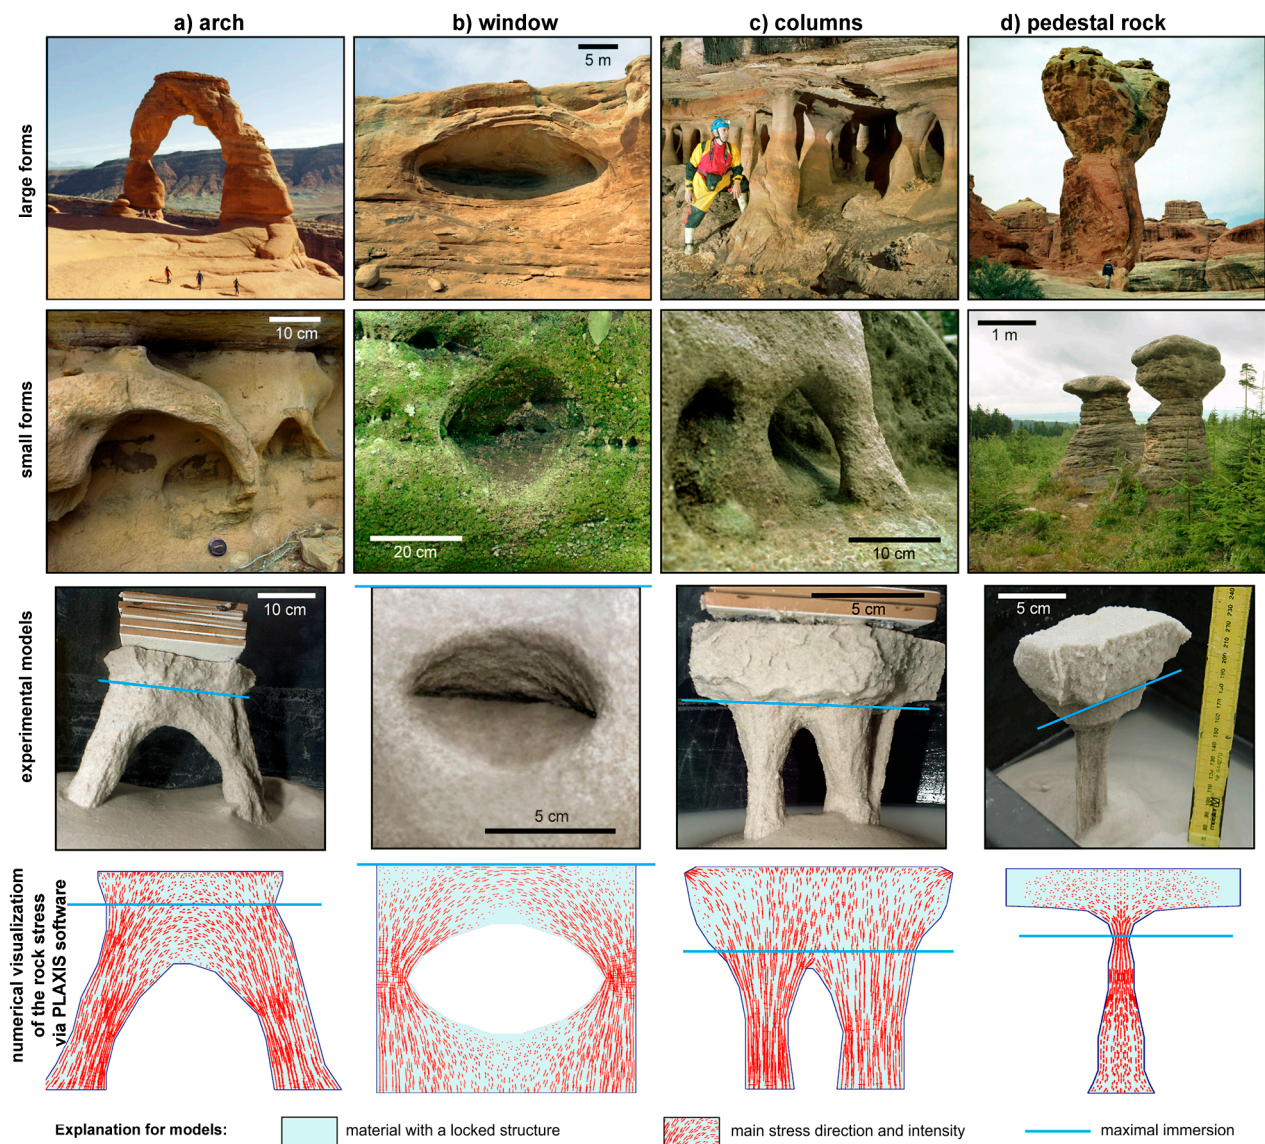 a) arch
b) window
c) columns
d) pedestal rock
large forms
5 m
small forms
10 cm
20 cm
10 cm
1 m
experimental models
10 cm
5 cm
5 cm
5 cm
numerical visualizatiom
of the rock stress
via PLAXIS software
Explanation for models:
material with a locked structure
main stress direction and intensity
maximal immersion